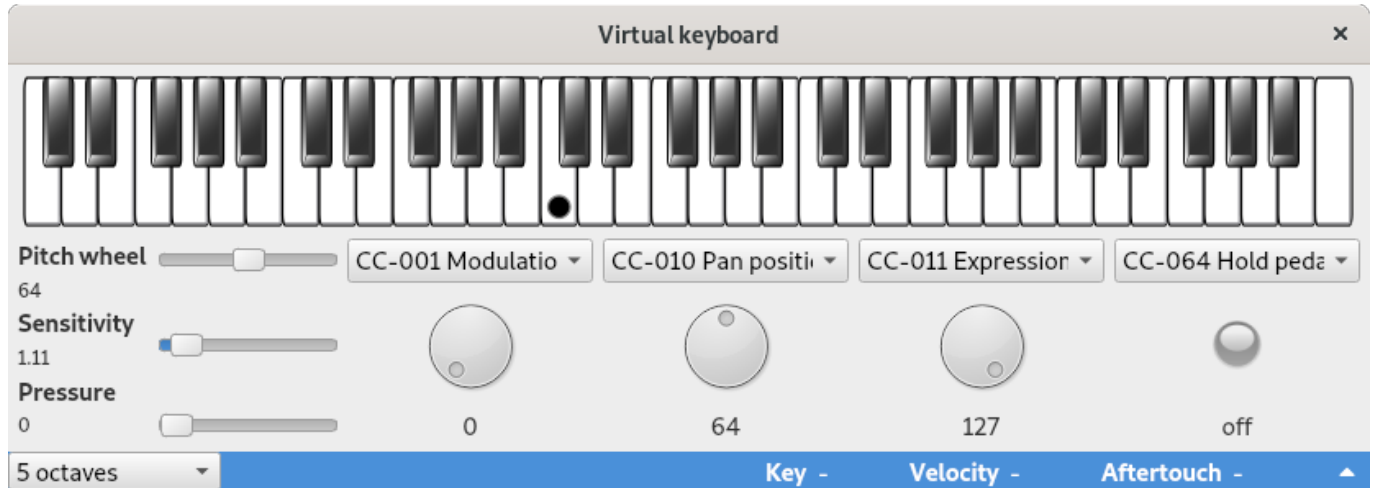 Virtual keyboard
Pitch wheel
64
CC-001 Modulatio
CC-010 Pan positi
CC-011 Expression
CC-064 Hold peda
Sensitivity
1.11
Pressure
0
0
64
127
off
5 octaves
Key -
Velocity -
Aftertouch -